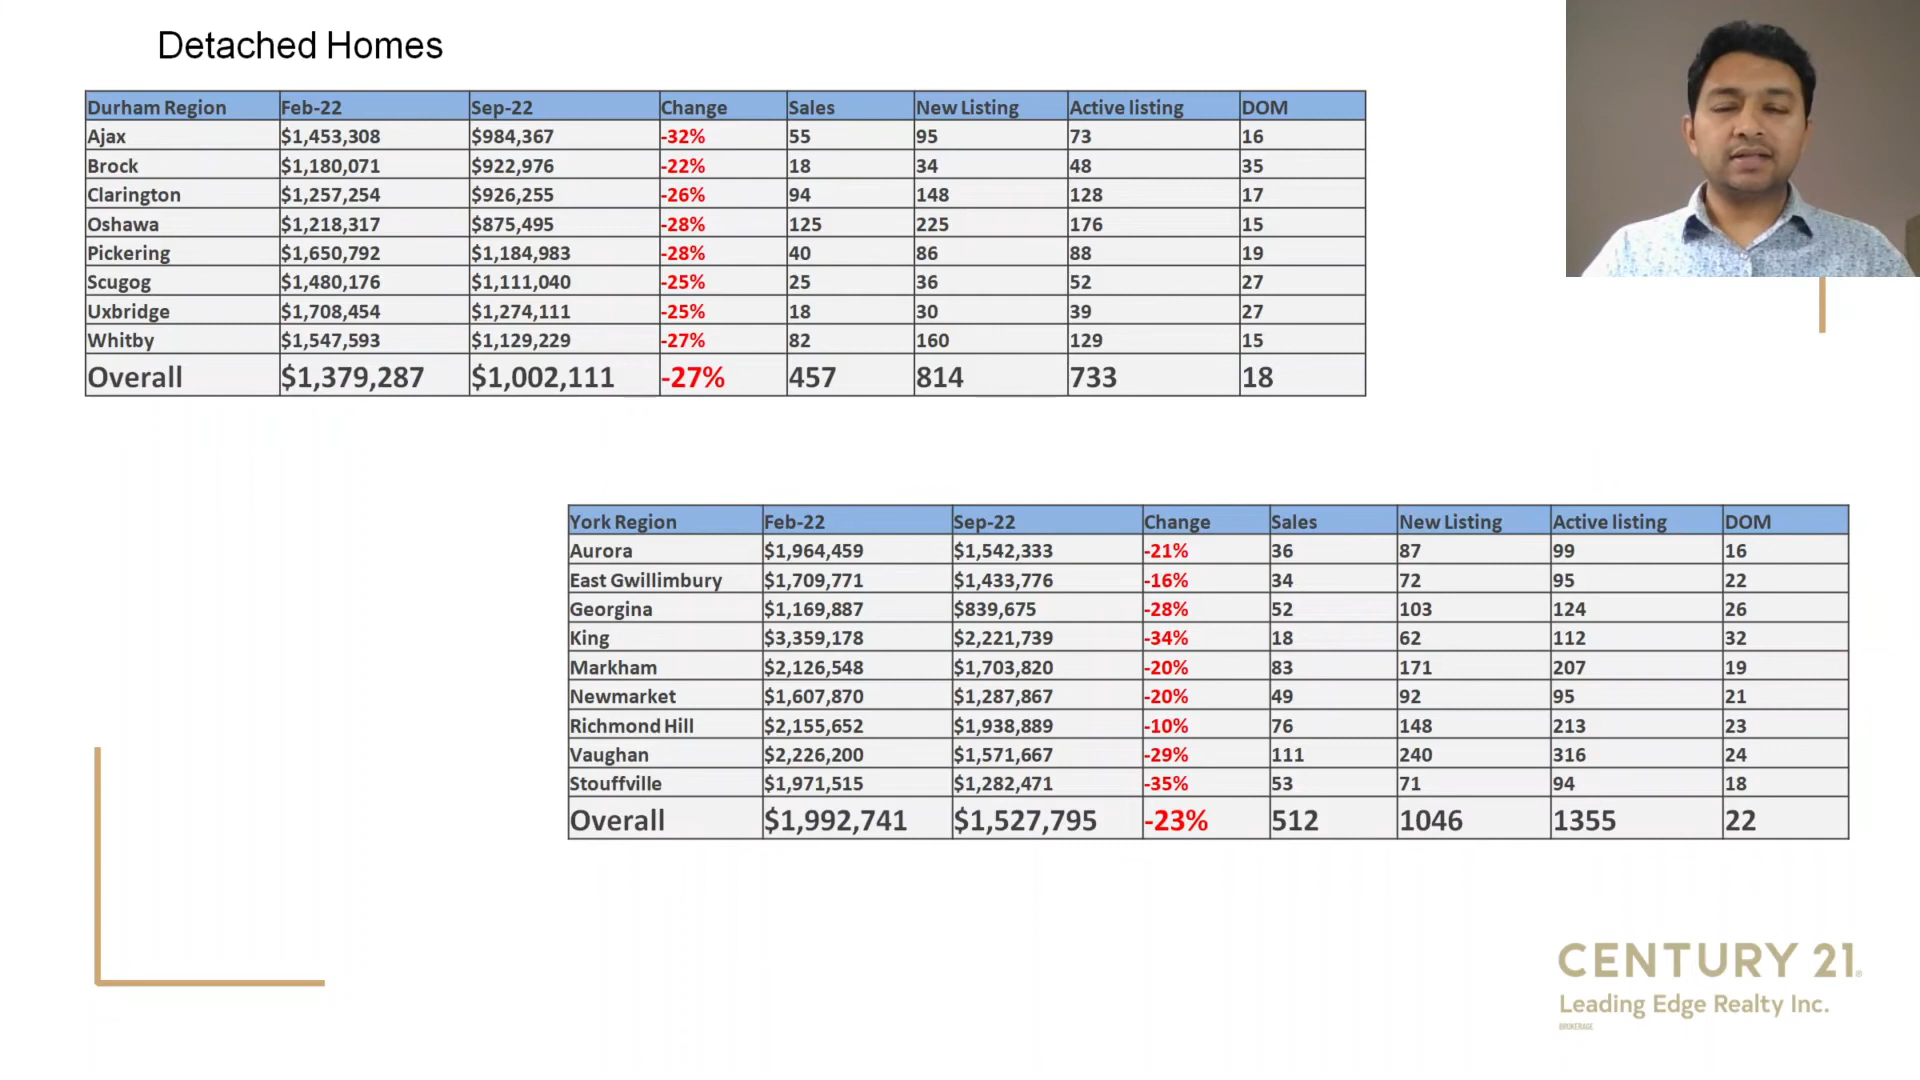 Detached Homes
Durham Region Feb-22 Sep-22 Change Sales New Listing Active listing DOM
Ajax $1,453,308 $984,367 -32% 55 95 73 16
Brock $1,180,071 $922,976 -22% 18 34 48 35
Clarington $1,257,254 $926,255 -26% 94 148 128 17
Oshawa $1,218,317 $875,495 -28% 125 225 176 15
Pickering $1,650,792 $1,184,983 -28% 40 86 88 19
Scugog $1,480,176 $1,111,040 -25% 25 36 52 27
Uxbridge $1,708,454 $1,274,111 -25% 18 30 39 27
Whitby $1,547,593 $1,129,229 -27% 82 160 129 15
Overall $1,379,287 $1,002,111 -27% 457 814 733 18
York Region Feb-22 Sep-22 Change Sales New Listing Active listing DOM
Aurora $1,964,459 $1,542,333 -21% 36 87 99 16
East Gwillimbury $1,709,771 $1,433,776 -16% 34 72 95 22
Georgina $1,169,887 $839,675 -28% 52 103 124 26
King $3,359,178 $2,221,739 -34% 18 62 112 32
Markham $2,126,548 $1,703,820 -20% 83 171 207 19
Newmarket $1,607,870 $1,287,867 -20% 49 92 95 21
Richmond Hill $2,155,652 $1,938,889 -10% 76 148 213 23
Vaughan $2,226,200 $1,571,667 -29% 111 240 316 24
Stouffville $1,971,515 $1,282,471 -35% 53 71 94 18
Overall $1,992,741 $1,527,795 -23% 512 1046 1355 22
CENTURY 21®
Leading Edge Realty Inc.
BROKERAGE